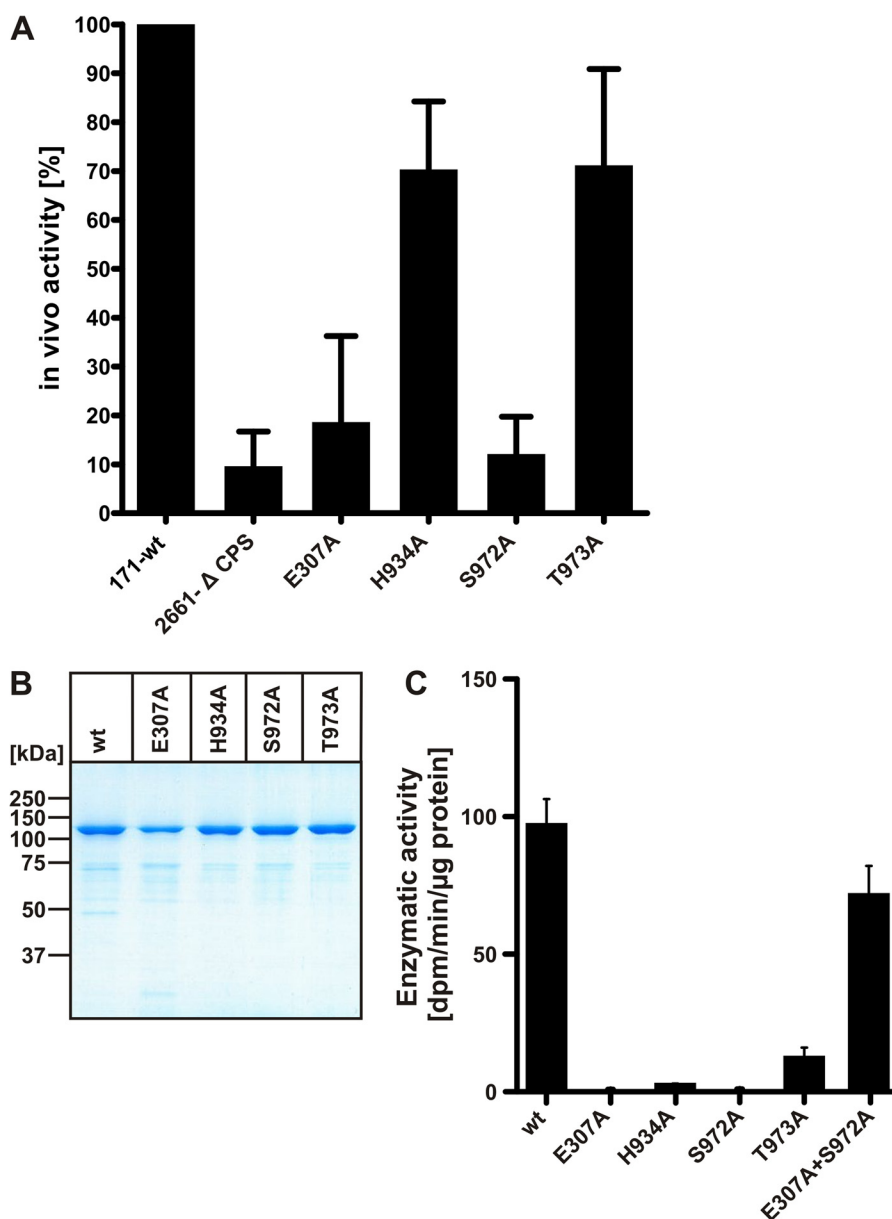 A
in vivo activity [%]
100
90
80
70
60
50
40
30
20
10
0
171-wt
2661- Δ CPS
E307A
H934A
S972A
T973A
B
[kDa]
wt
E307A
H934A
S972A
T973A
250
150
100
75
50
37
C
Enzymatic activity
[dpm/min/µg protein]
150
100
50
0
wt
E307A
H934A
S972A
T973A
E307A+S972A